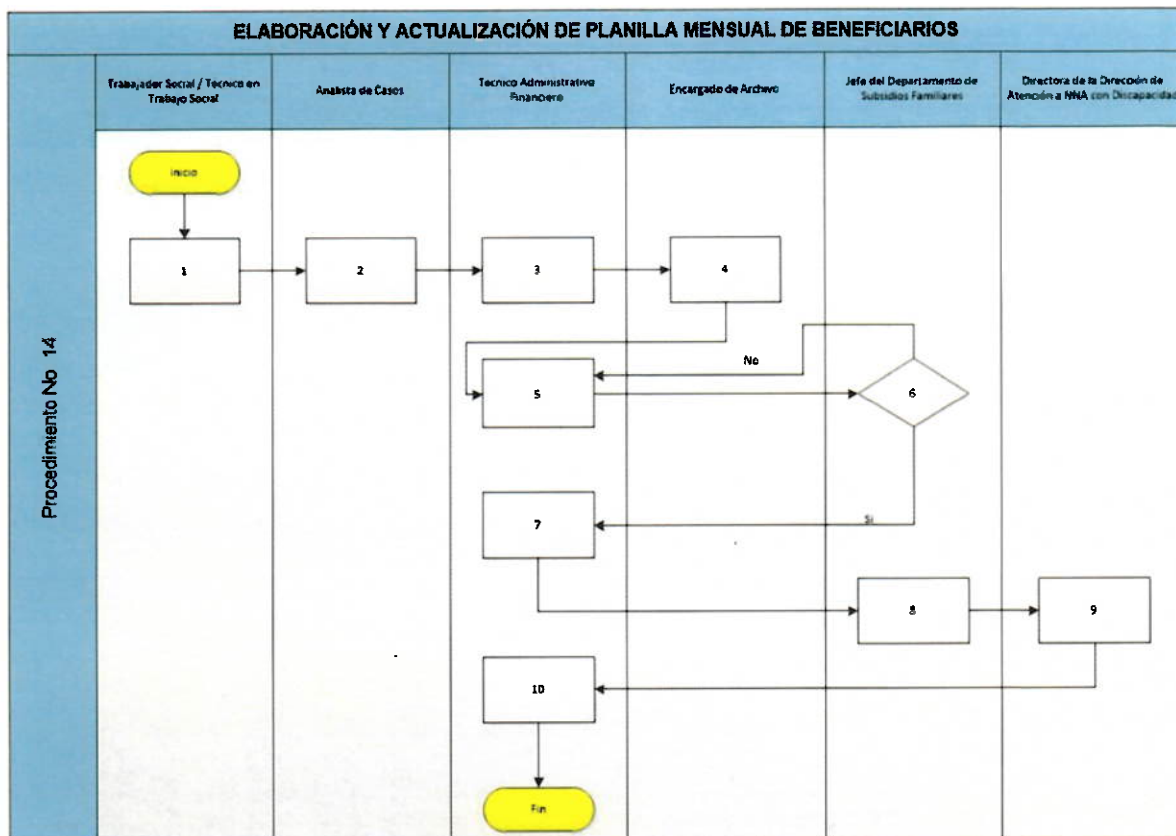 ELABORACIÓN Y ACTUALIZACIÓN DE PLANILLA MENSUAL DE BENEFICIARIOS
Trabajador Social / Tecnico en
Trabajo Social
Analista de Casos
Tecnico Administrativo
Financiero
Encargado de Archivo
Jefe del Departamento de
Subsidios Familiares
Directora de la Dirección de
Atención a NNA con Discapacidad
Procedimiento No 14
Inicio
1
2
3
4
No
5
6
7
Si
8
9
10
Fin